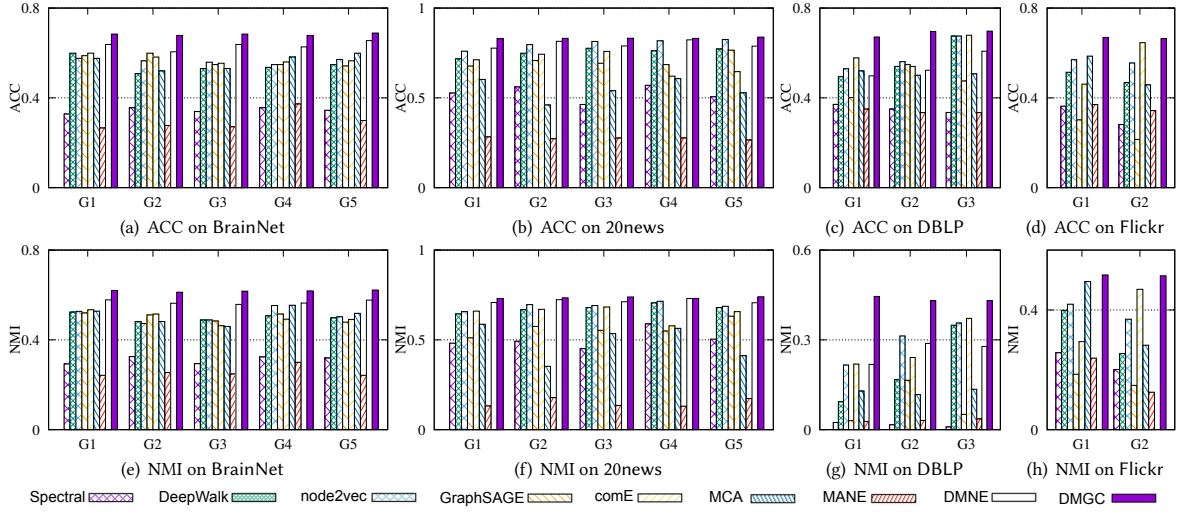 0.8
0.4
0
ACC
G1 G2 G3 G4 G5
(a) ACC on BrainNet
1
0.5
0
ACC
G1 G2 G3 G4 G5
(b) ACC on 20news
0.8
0.4
0
ACC
G1 G2 G3
(c) ACC on DBLP
0.8
0.4
0
ACC
G1 G2
(d) ACC on Flickr
0.8
0.4
0
NMI
G1 G2 G3 G4 G5
(e) NMI on BrainNet
1
0.5
0
NMI
G1 G2 G3 G4 G5
(f) NMI on 20news
0.6
0.3
0
NMI
G1 G2 G3
(g) NMI on DBLP
0.4
0
NMI
G1 G2
(h) NMI on Flickr
Spectral DeepWalk node2vec GraphSAGE comE MCA MANE DMNE DMGC